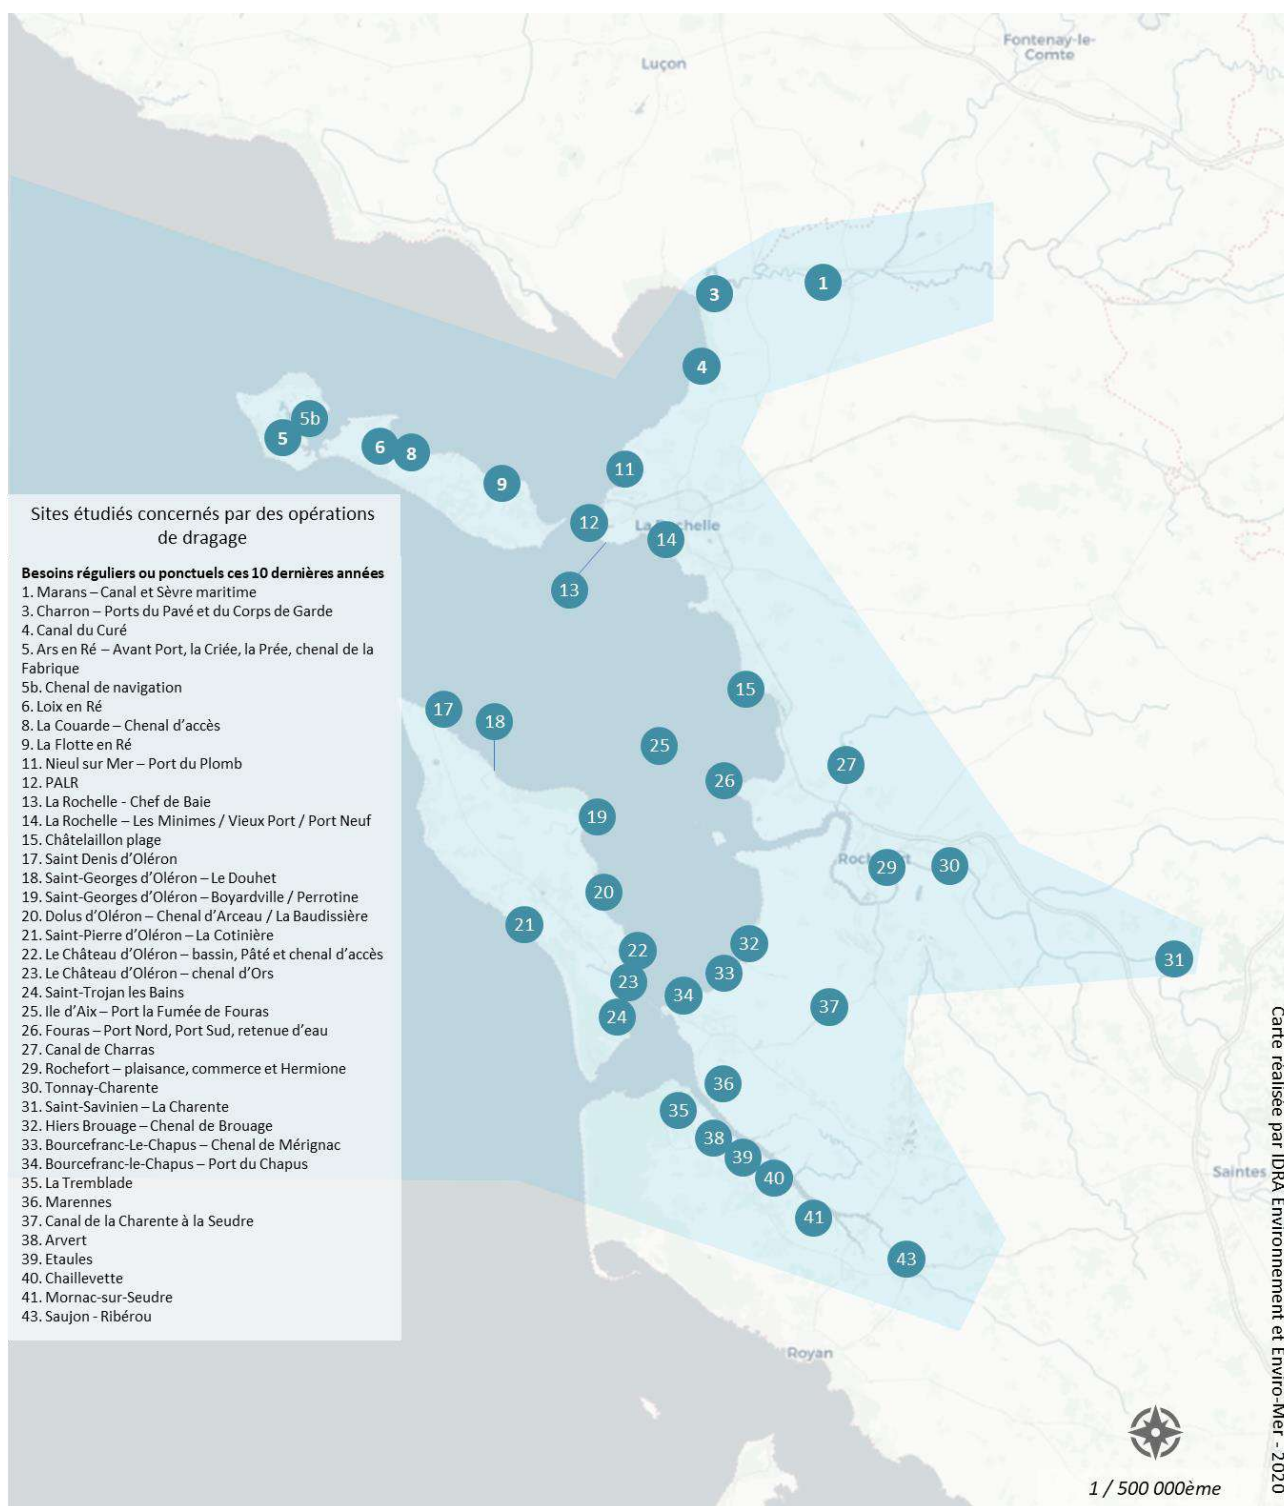 Fontenay-le-
Comte
Luçon
3
1
4
5b
5
6
8
9
11
12
La Rochelle
14
13
Sites étudiés concernés par des opérations
de dragage
Besoins réguliers ou ponctuels ces 10 dernières années
1. Marans – Canal et Sèvre maritime
3. Charron – Ports du Pavé et du Corps de Garde
4. Canal du Curé
5. Ars en Ré – Avant Port, la Criée, la Prée, chenal de la
Fabrique
5b. Chenal de navigation
6. Loix en Ré
8. La Couarde – Chenal d’accès
9. La Flotte en Ré
11. Nieul sur Mer – Port du Plomb
12. PALR
13. La Rochelle - Chef de Baie
14. La Rochelle – Les Minimes / Vieux Port / Port Neuf
15. Châtelaillon plage
17. Saint Denis d’Oléron
18. Saint-Georges d’Oléron – Le Douhet
19. Saint-Georges d’Oléron – Boyardville / Perrotine
20. Dolus d’Oléron – Chenal d’Arceau / La Baudissière
21. Saint-Pierre d’Oléron – La Cotinière
22. Le Château d’Oléron – bassin, Pâté et chenal d’accès
23. Le Château d’Oléron – chenal d’Ors
24. Saint-Trojan les Bains
25. Ile d’Aix – Port la Fumée de Fouras
26. Fouras – Port Nord, Port Sud, retenue d’eau
27. Canal de Charras
29. Rochefort – plaisance, commerce et Hermione
30. Tonnay-Charente
31. Saint-Savinien – La Charente
32. Hiers Brouage – Chenal de Brouage
33. Bourcefranc-Le-Chapus – Chenal de Mérignac
34. Bourcefranc-le-Chapus – Port du Chapus
35. La Tremblade
36. Marennes
37. Canal de la Charente à la Seudre
38. Arvert
39. Etaules
40. Chaillevette
41. Mornac-sur-Seudre
43. Saujon - Ribérou
15
17
18
25
26
27
19
Rochefort
29
30
20
21
22
32
31
33
23
34
37
24
36
35
38
39
40
41
43
Saintes
Royan
Carte réalisée par IDRA Environnement et Enviro-Mer - 2020
1 / 500 000ème